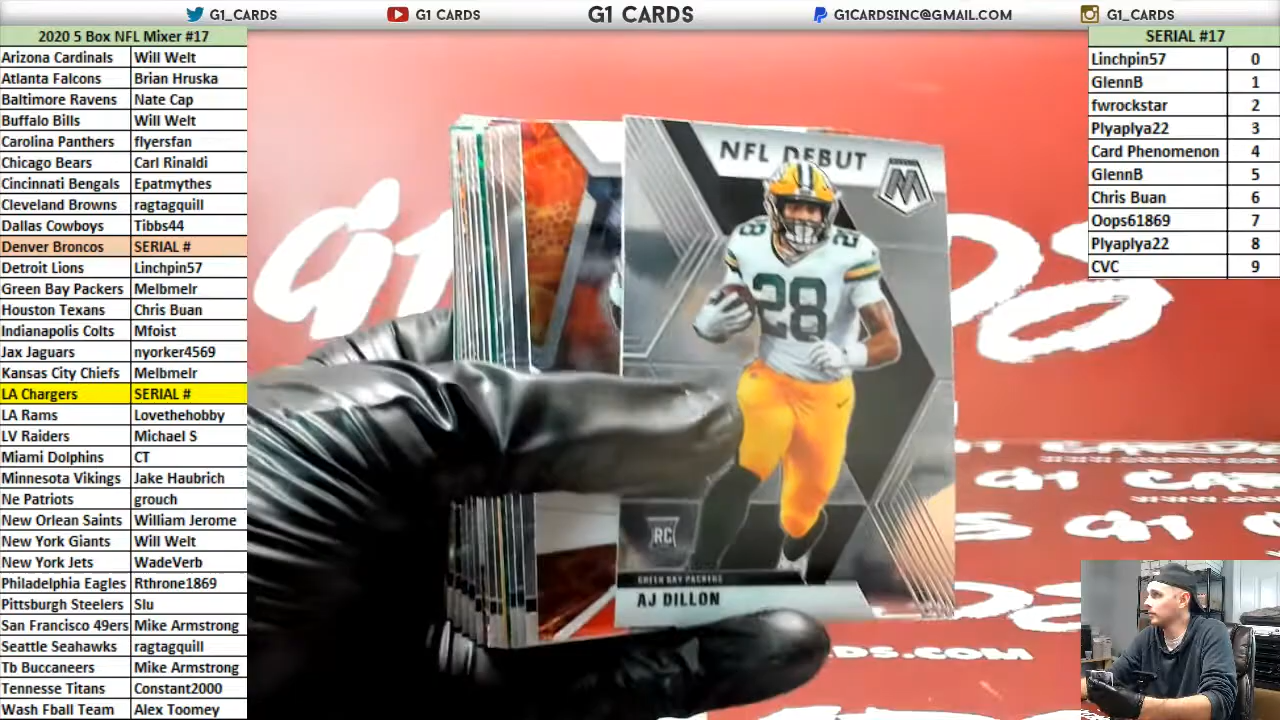 G1_CARDS
G1 CARDS
G1 CARDS
G1CARDSINC@GMAIL.COM
G1_CARDS
2020 5 Box NFL Mixer #17
Arizona Cardinals Will Welt
Atlanta Falcons Brian Hruska
Baltimore Ravens Nate Cap
Buffalo Bills Will Welt
Carolina Panthers flyersfan
Chicago Bears Carl Rinaldi
Cincinnati Bengals Epatmythes
Cleveland Browns ragtagquill
Dallas Cowboys Tibbs44
Denver Broncos SERIAL #
Detroit Lions Linchpin57
Green Bay Packers Melbmelr
Houston Texans Chris Buan
Indianapolis Colts Mfoist
Jax Jaguars nyorker4569
Kansas City Chiefs Melbmelr
LA Chargers SERIAL #
LA Rams Lovethehobby
LV Raiders Michael S
Miami Dolphins CT
Minnesota Vikings Jake Haubrich
Ne Patriots grouch
New Orlean Saints William Jerome
New York Giants Will Welt
New York Jets WadeVerb
Philadelphia Eagles Rthrone1869
Pittsburgh Steelers Slu
San Francisco 49ers Mike Armstrong
Seattle Seahawks ragtagquill
Tb Buccaneers Mike Armstrong
Tennesse Titans Constant2000
Wash Fball Team Alex Toomey
SERIAL #17
Linchpin57 0
GlennB 1
fwrockstar 2
Plyaplya22 3
Card Phenomenon 4
GlennB 5
Chris Buan 6
Oops61869 7
Plyaplya22 8
CVC 9
NFL DEBUT
MOSAIC
M
28
28
RC
GREEN BAY PACKERS
AJ DILLON
G1 CARDS
G1